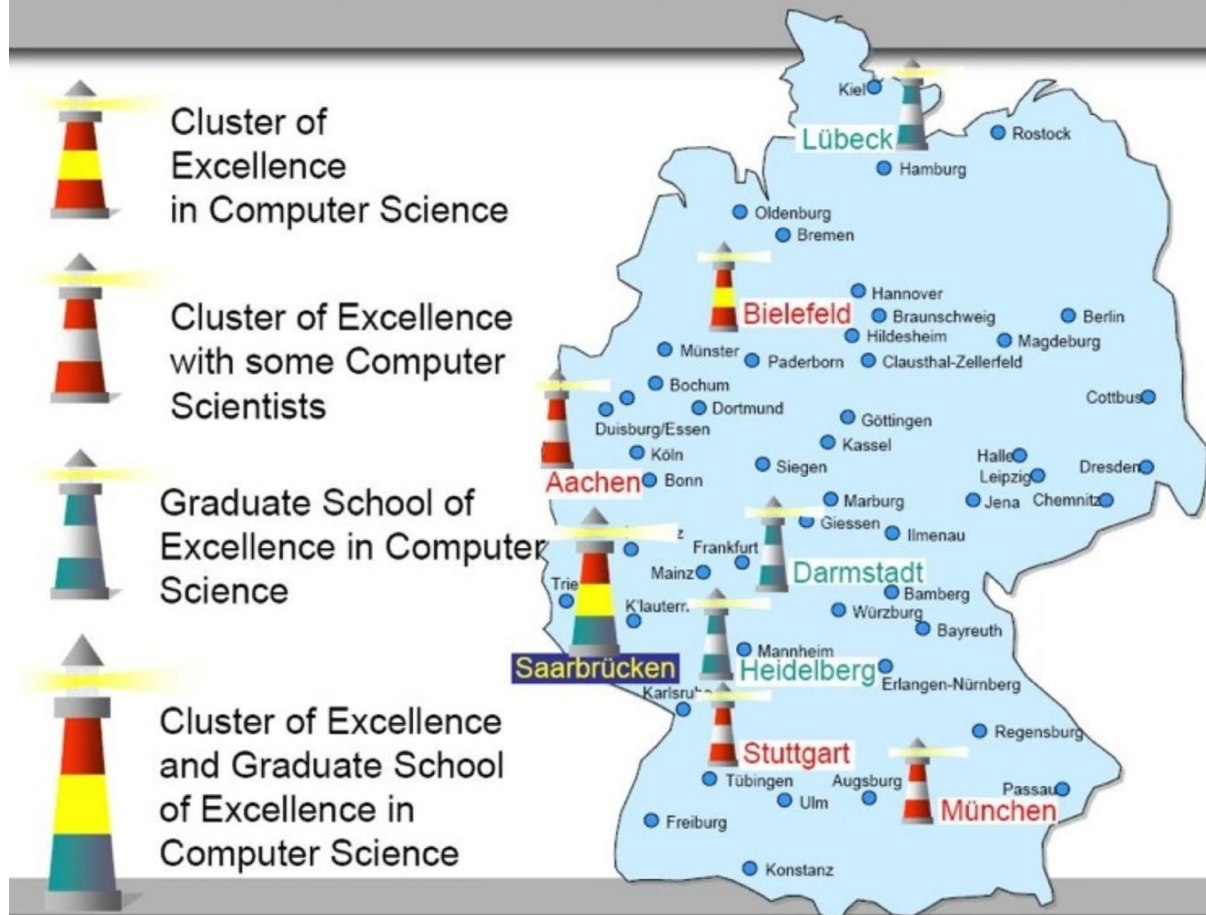 Cluster of
Excellence
in Computer Science
Cluster of Excellence
with some Computer
Scientists
Graduate School of
Excellence in Computer
Science
Cluster of Excellence
and Graduate School
of Excellence in
Computer Science
Kiel
Lübeck
Rostock
Hamburg
Oldenburg
Bremen
Bielefeld
Hannover
Braunschweig
Berlin
Hildesheim
Magdeburg
Münster
Paderborn
Clausthal-Zellerfeld
Bochum
Cottbus
Dortmund
Duisburg/Essen
Göttingen
Kassel
Köln
Siegen
Halle
Leipzig
Dresden
Aachen
Bonn
Marburg
Jena
Chemnitz
Giessen
Ilmenau
Frankfurt
Mainz
Darmstadt
Trie
Bamberg
K'lautern
Würzburg
Bayreuth
Saarbrücken
Mannheim
Heidelberg
Erlangen-Nürnberg
Karlsruhe
Regensburg
Stuttgart
Tübingen
Augsburg
Passau
Ulm
München
Freiburg
Konstanz